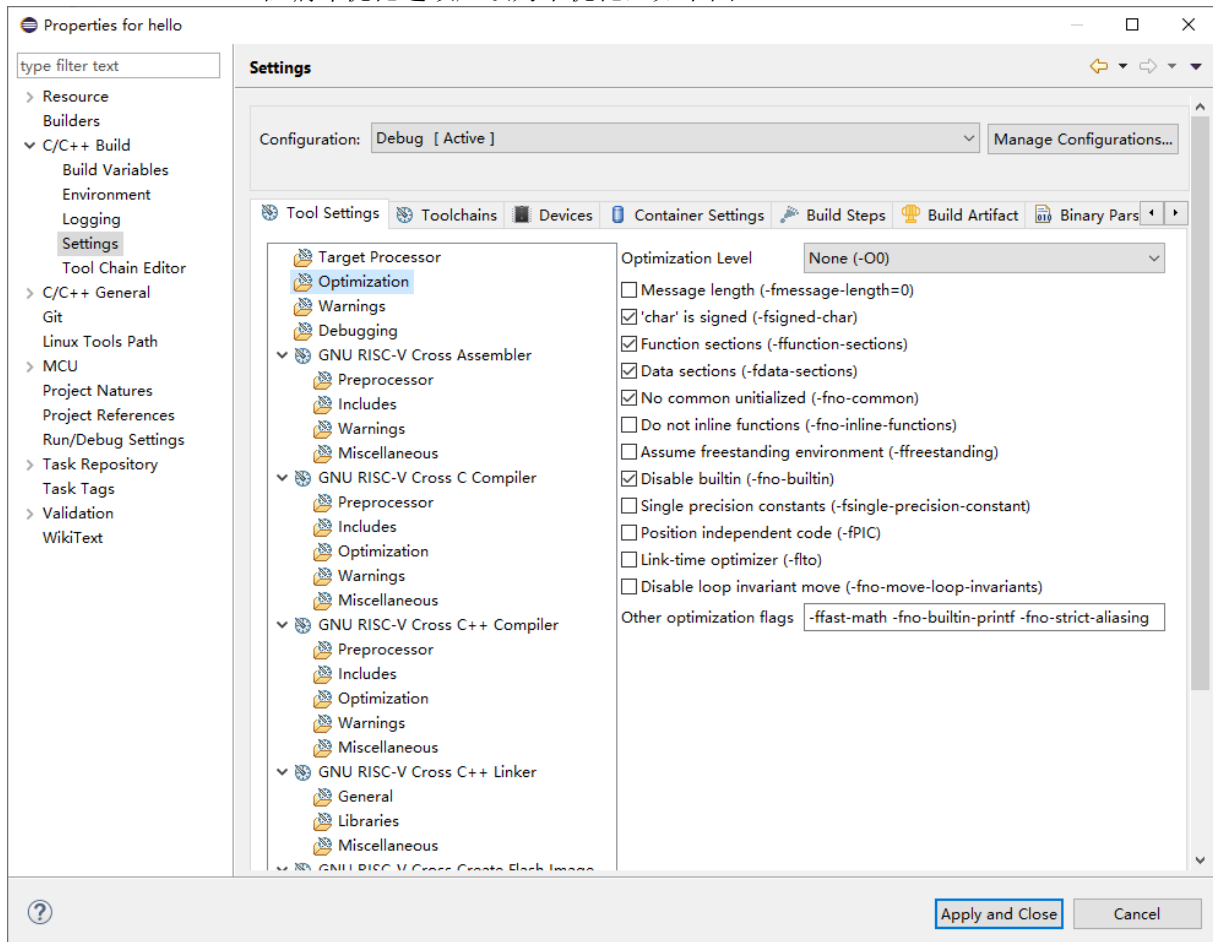 Properties for hello
type filter text
Resource
Builders
C/C++ Build
Build Variables
Environment
Logging
Settings
Tool Chain Editor
C/C++ General
Git
Linux Tools Path
MCU
Project Natures
Project References
Run/Debug Settings
Task Repository
Task Tags
Validation
WikiText
Settings
Configuration: Debug [ Active ] Manage Configurations...
Tool Settings Toolchains Devices Container Settings Build Steps Build Artifact Binary Pars
Target Processor
Optimization
Warnings
Debugging
GNU RISC-V Cross Assembler
Preprocessor
Includes
Warnings
Miscellaneous
GNU RISC-V Cross C Compiler
Preprocessor
Includes
Optimization
Warnings
Miscellaneous
GNU RISC-V Cross C++ Compiler
Preprocessor
Includes
Optimization
Warnings
Miscellaneous
GNU RISC-V Cross C++ Linker
General
Libraries
Miscellaneous
GNU RISC-V Cross Create Flash Image
Optimization Level None (-O0)
Message length (-fmessage-length=0)
'char' is signed (-fsigned-char)
Function sections (-ffunction-sections)
Data sections (-fdata-sections)
No common unitialized (-fno-common)
Do not inline functions (-fno-inline-functions)
Assume freestanding environment (-ffreestanding)
Disable builtin (-fno-builtin)
Single precision constants (-fsingle-precision-constant)
Position independent code (-fPIC)
Link-time optimizer (-flto)
Disable loop invariant move (-fno-move-loop-invariants)
Other optimization flags -ffast-math -fno-builtin-printf -fno-strict-aliasing
Apply and Close Cancel